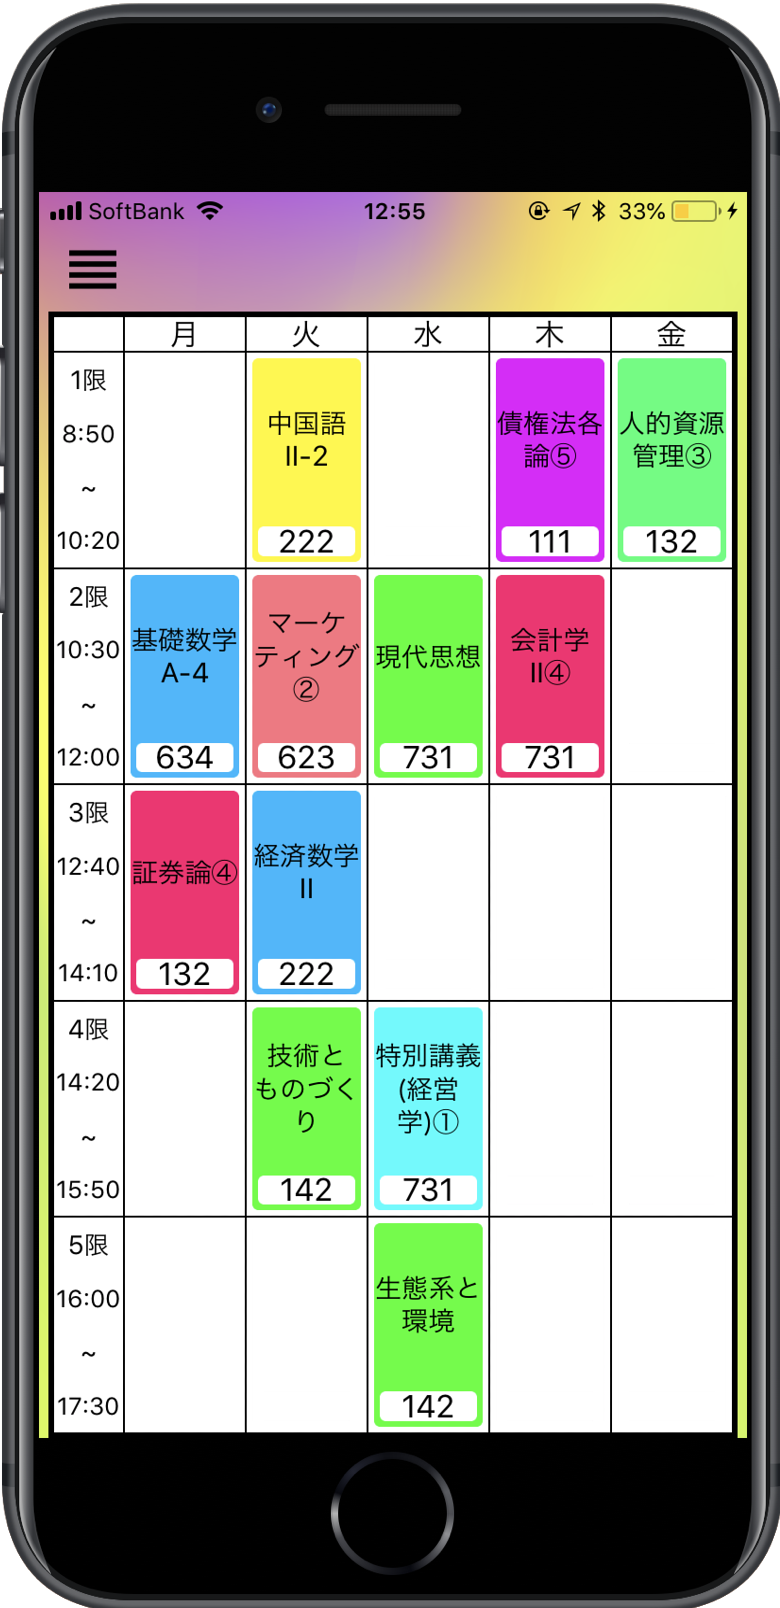 SoftBank 12:55 33%
月 火 水 木 金
1限
8:50
~
10:20
中国語
II-2
222
債権法各
論⑤
111
人的資源
管理③
132
2限
10:30
~
12:00
基礎数学
A-4
634
マーケ
ティング
②
623
現代思想
731
会計学
II④
731
3限
12:40
~
14:10
証券論④
132
経済数学
II
222
4限
14:20
~
15:50
技術と
ものづく
り
142
特別講義
(経営
学)①
731
5限
16:00
~
17:30
生態系と
環境
142